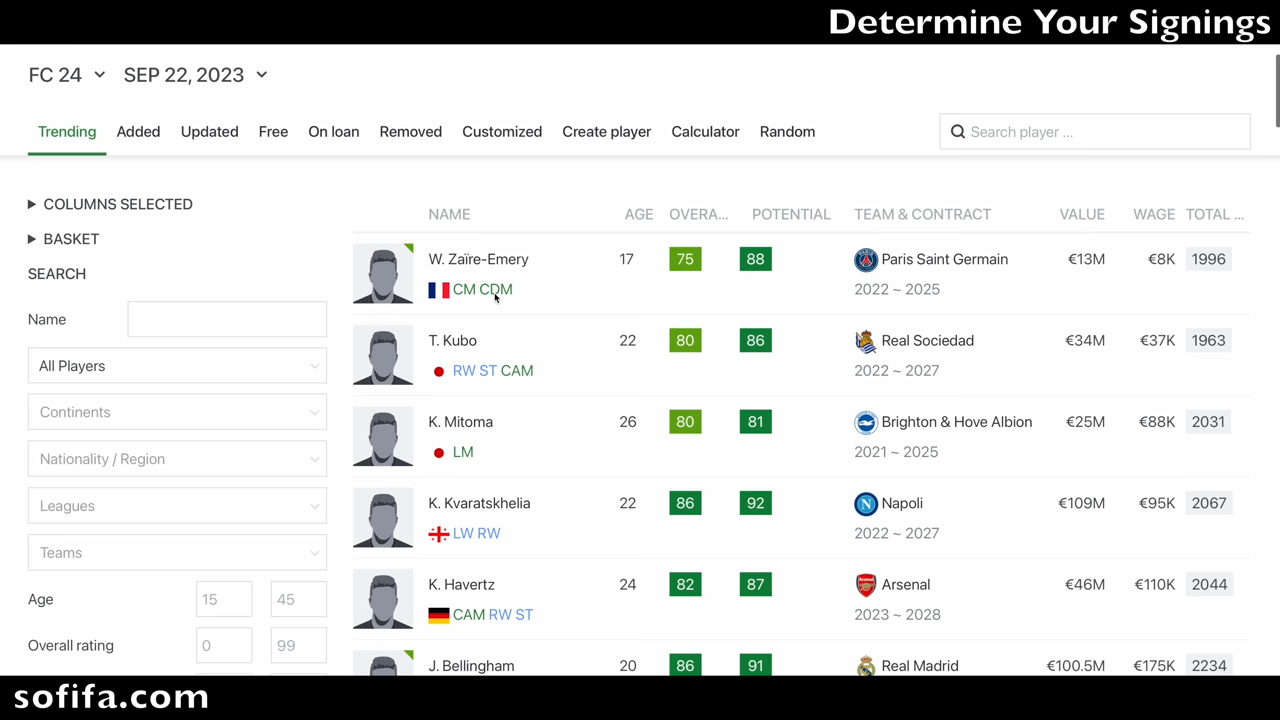 Determine Your Signings
FC 24 SEP 22, 2023
Trending Added Updated Free On loan Removed Customized Create player Calculator Random Search player ...
COLUMNS SELECTED
BASKET
SEARCH
Name
All Players
Continents
Nationality / Region
Leagues
Teams
Age 15 45
Overall rating 0 99
NAME AGE OVERA... POTENTIAL TEAM & CONTRACT VALUE WAGE TOTAL ...
W. Zaïre-Emery 17 75 88 Paris Saint Germain €13M €8K 1996
CM CDM 2022 ~ 2025
T. Kubo 22 80 86 Real Sociedad €34M €37K 1963
RW ST CAM 2022 ~ 2027
K. Mitoma 26 80 81 Brighton & Hove Albion €25M €88K 2031
LM 2021 ~ 2025
K. Kvaratskhelia 22 86 92 Napoli €109M €95K 2067
LW RW 2022 ~ 2027
K. Havertz 24 82 87 Arsenal €46M €110K 2044
CAM RW ST 2023 ~ 2028
J. Bellingham 20 86 91 Real Madrid €100.5M €175K 2234
sofifa.com